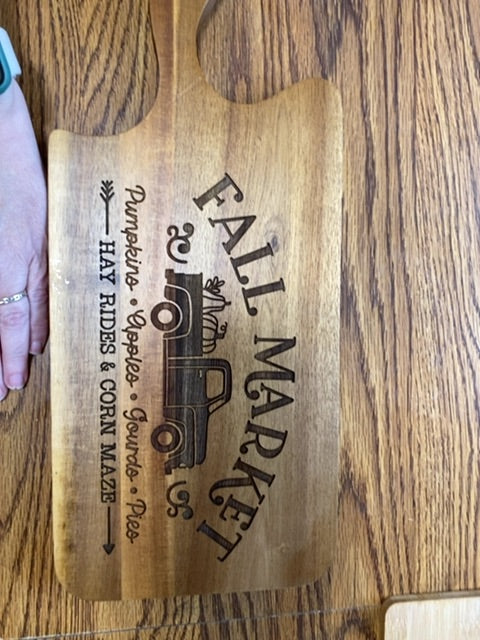 FALL MARKET
Pumpkins • Apples • Gourds • Pies
HAY RIDES & CORN MAZE